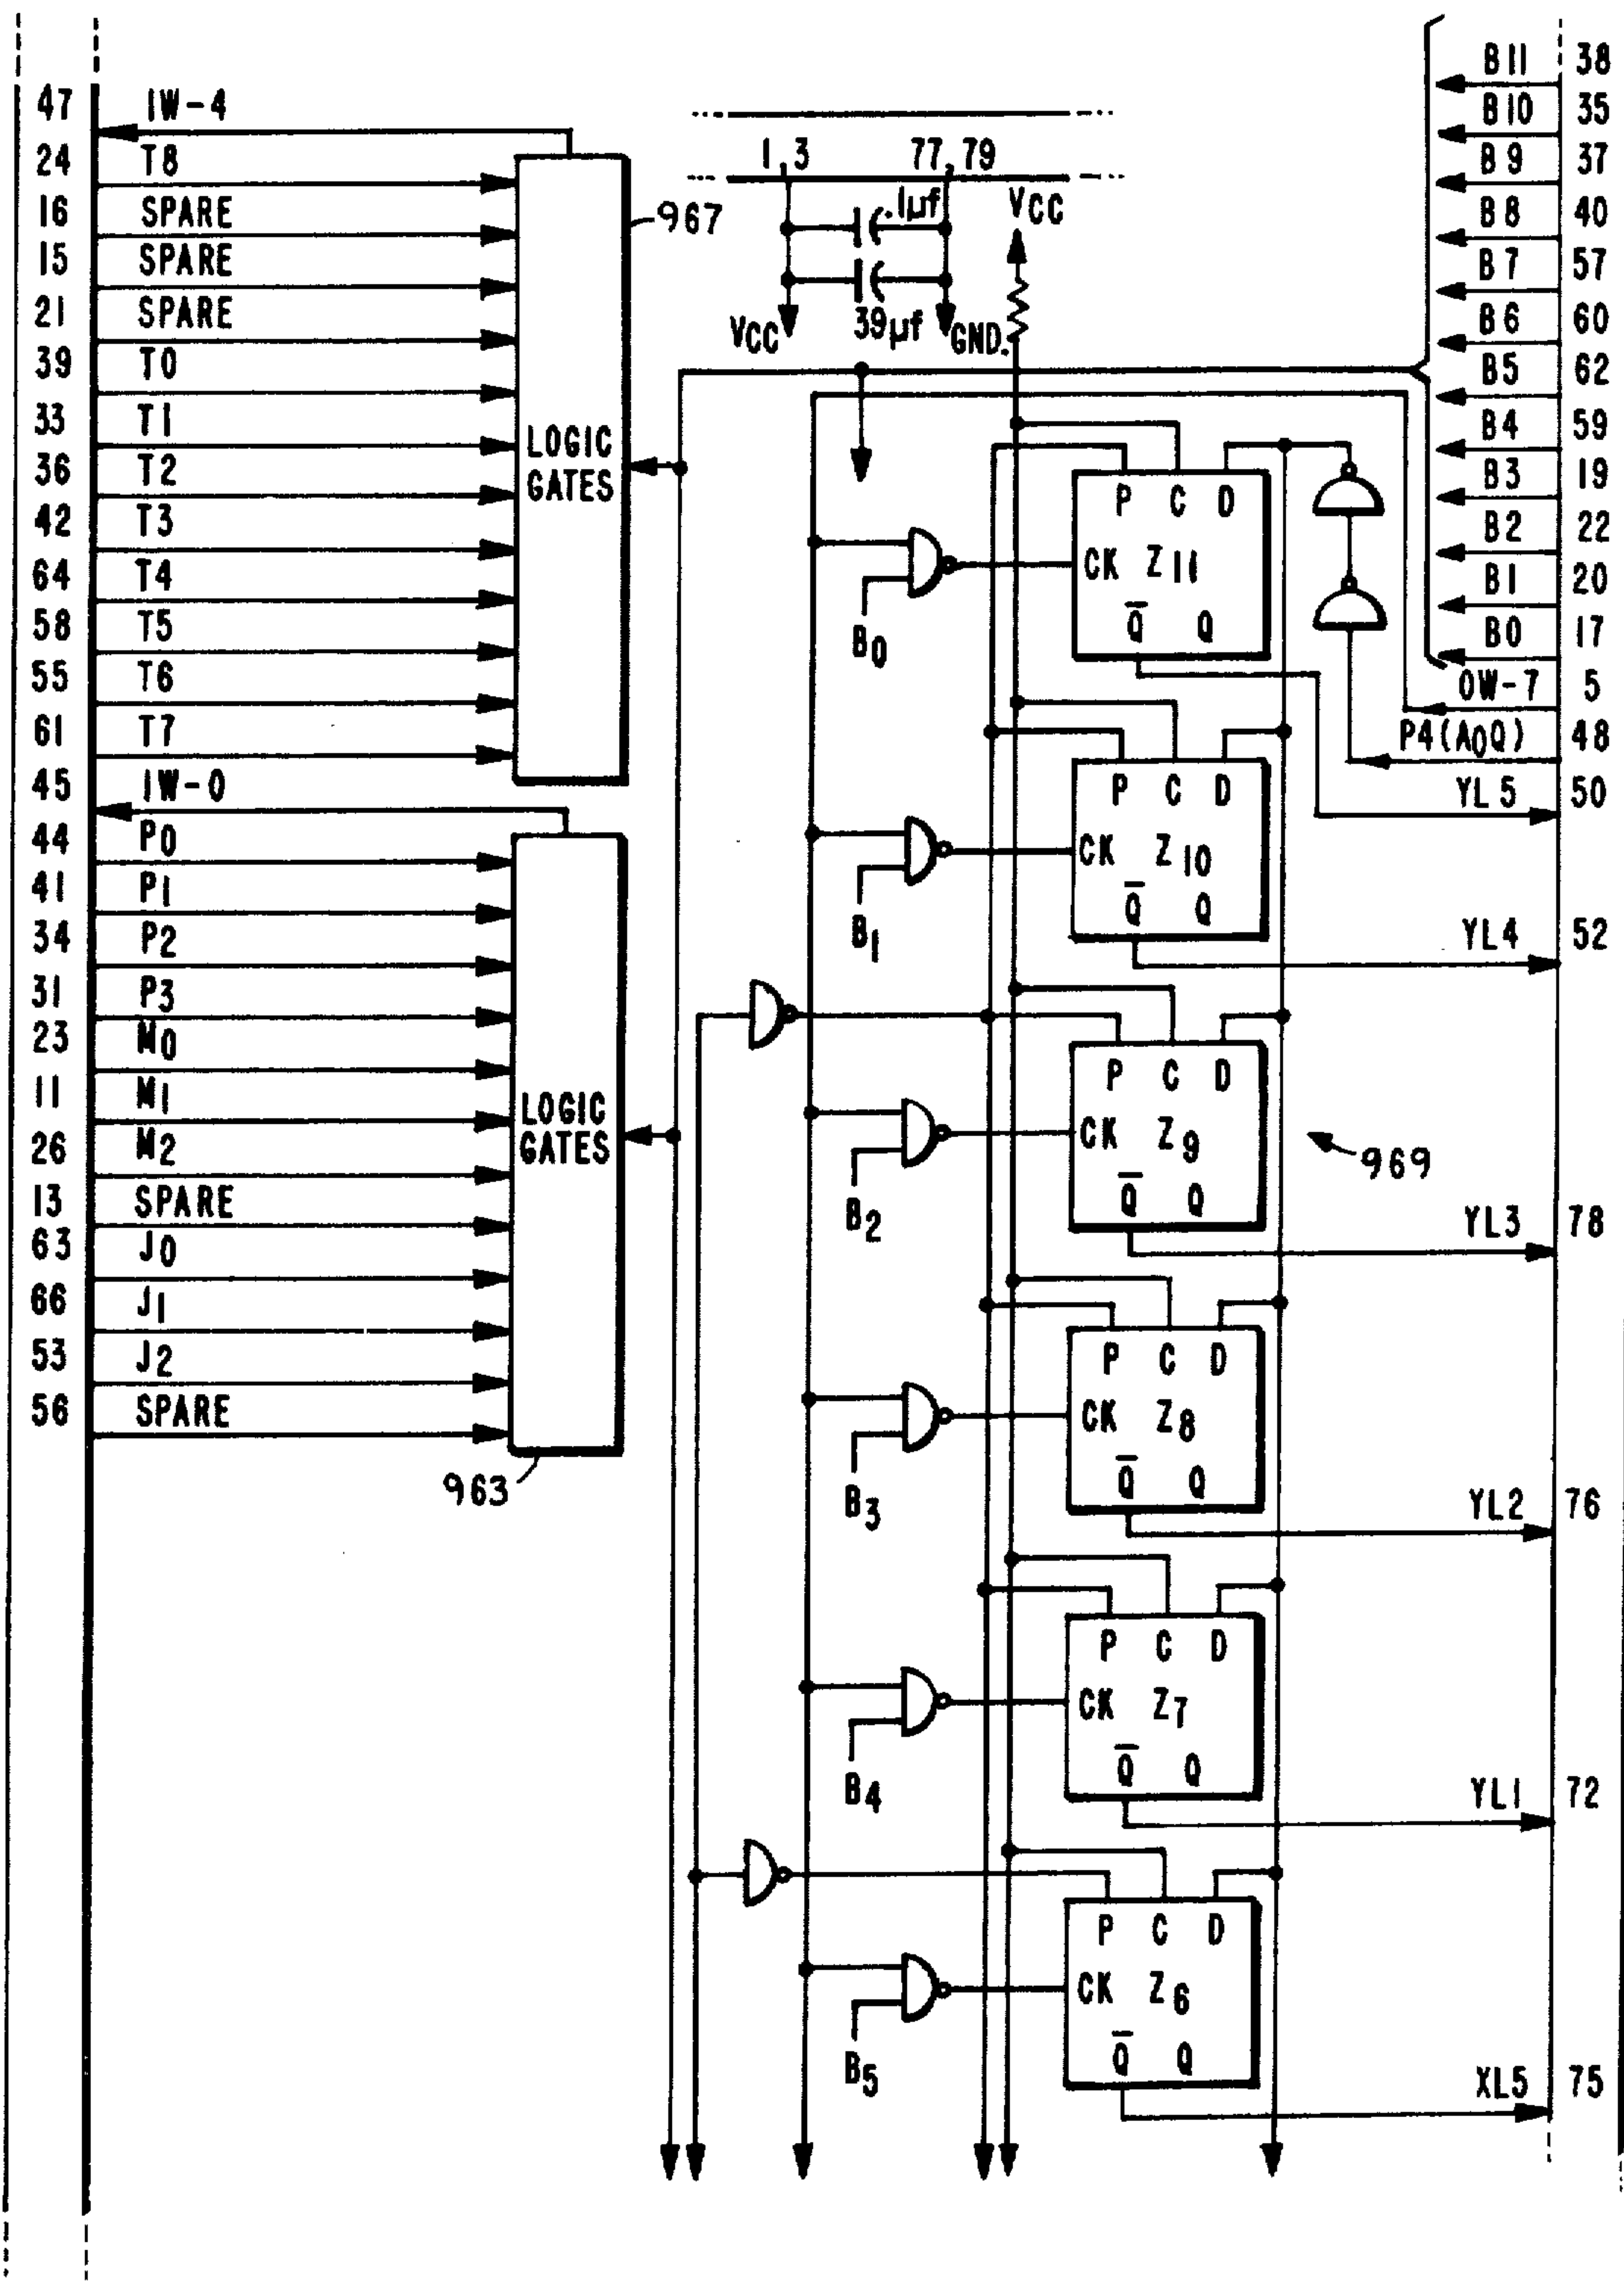 47 IW-4
24 T8
16 SPARE
15 SPARE
21 SPARE
39 T0
33 T1
36 T2
42 T3
64 T4
58 T5
55 T6
61 T7
45 IW-0
44 P0
41 P1
34 P2
31 P3
23 M0
11 M1
26 M2
13 SPARE
63 J0
66 J1
53 J2
56 SPARE
LOGIC
GATES
967
LOGIC
GATES
963
1,3 77,79
.1µf
39µf
VCC
GND.
VCC
B11 38
B10 35
B9 37
B8 40
B7 57
B6 60
B5 62
B4 59
B3 19
B2 22
B1 20
B0 17
OW-7 5
P4(A0Q) 48
YL5 50
YL4 52
YL3 78
YL2 76
YL1 72
XL5 75
P C D
CK Z11
Q̅ Q
B0
P C D
CK Z10
Q̅ Q
B1
P C D
CK Z9
Q̅ Q
B2
969
P C D
CK Z8
Q̅ Q
B3
P C D
CK Z7
Q̅ Q
B4
P C D
CK Z6
Q̅ Q
B5